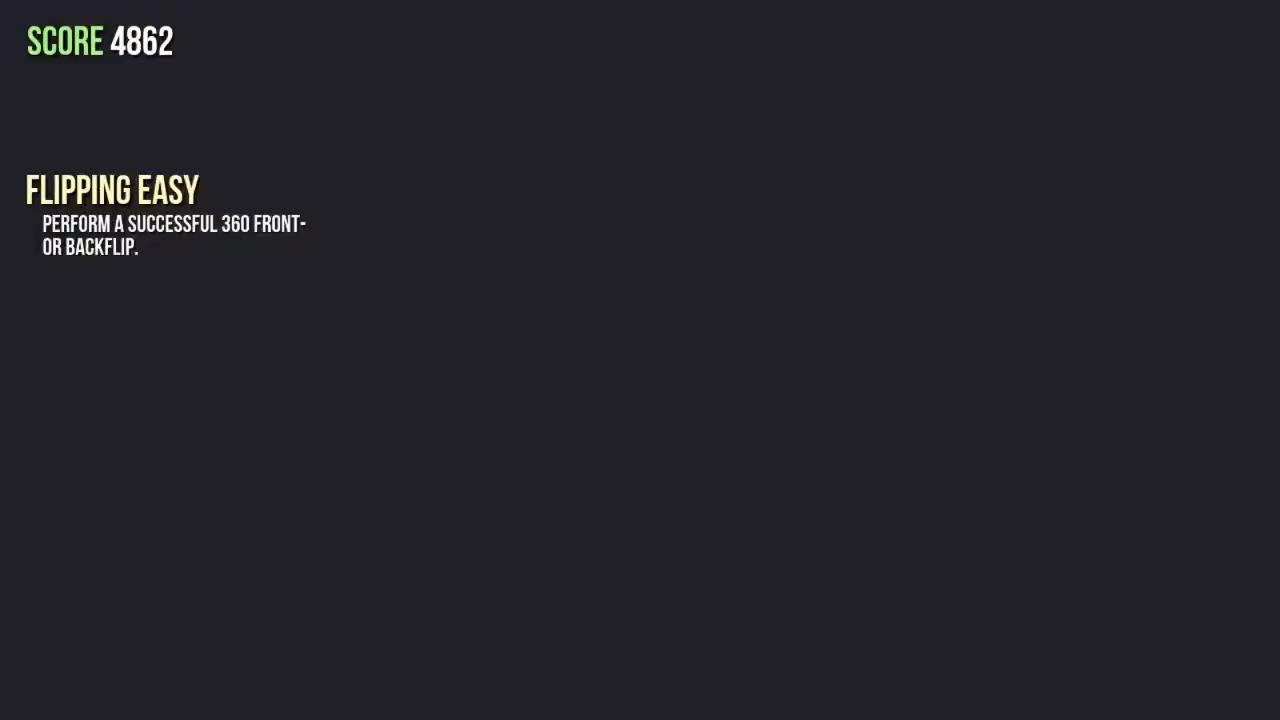 SCORE 4862
FLIPPING EASY
PERFORM A SUCCESSFUL 360 FRONT-
OR BACKFLIP.